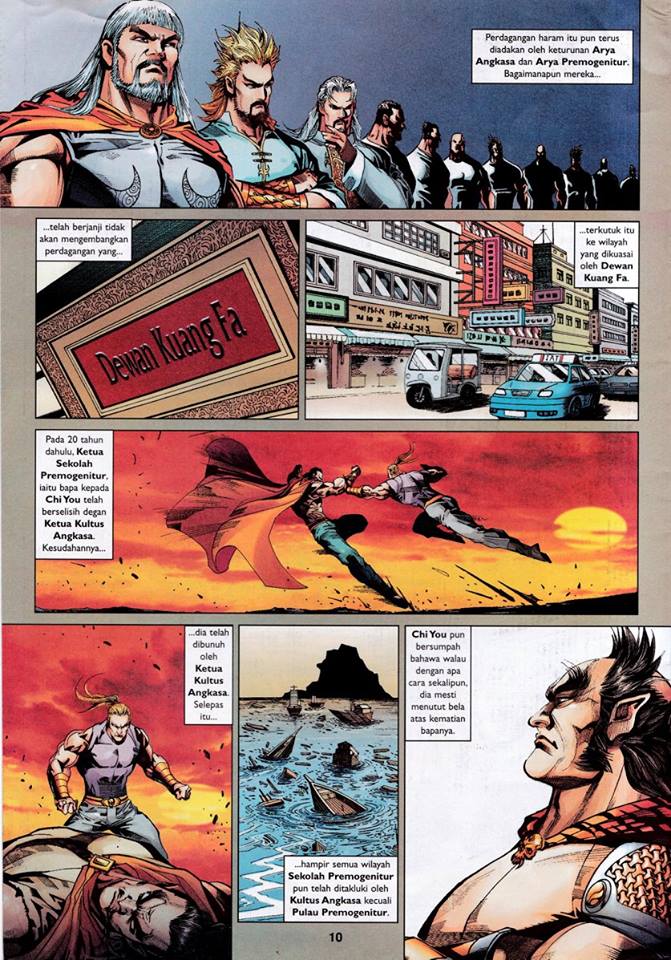 Perdagangan haram itu pun terus
diadakan oleh keturunan Arya
Angkasa dan Arya Premogenitur.
Bagaimanapun mereka...
...telah berjanji tidak
akan mengembangkan
perdagangan yang...
Dewan Kuang Fa
...terkutuk itu
ke wilayah
yang dikuasai
oleh Dewan
Kuang Fa.
TAT
Pada 20 tahun
dahulu, Ketua
Sekolah
Premogenitur,
iaitu bapa kepada
Chi You telah
berselisih degan
Ketua Kultus
Angkasa.
Kesudahannya...
...dia telah
dibunuh
oleh
Ketua
Kultus
Angkasa.
Selepas
itu...
...hampir semua wilayah
Sekolah Premogenitur
pun telah ditakluki oleh
Kultus Angkasa kecuali
Pulau Premogenitur.
Chi You pun
bersumpah
bahawa walau
dengan apa
cara sekalipun,
dia mesti
menutut bela
atas kematian
bapanya.
10